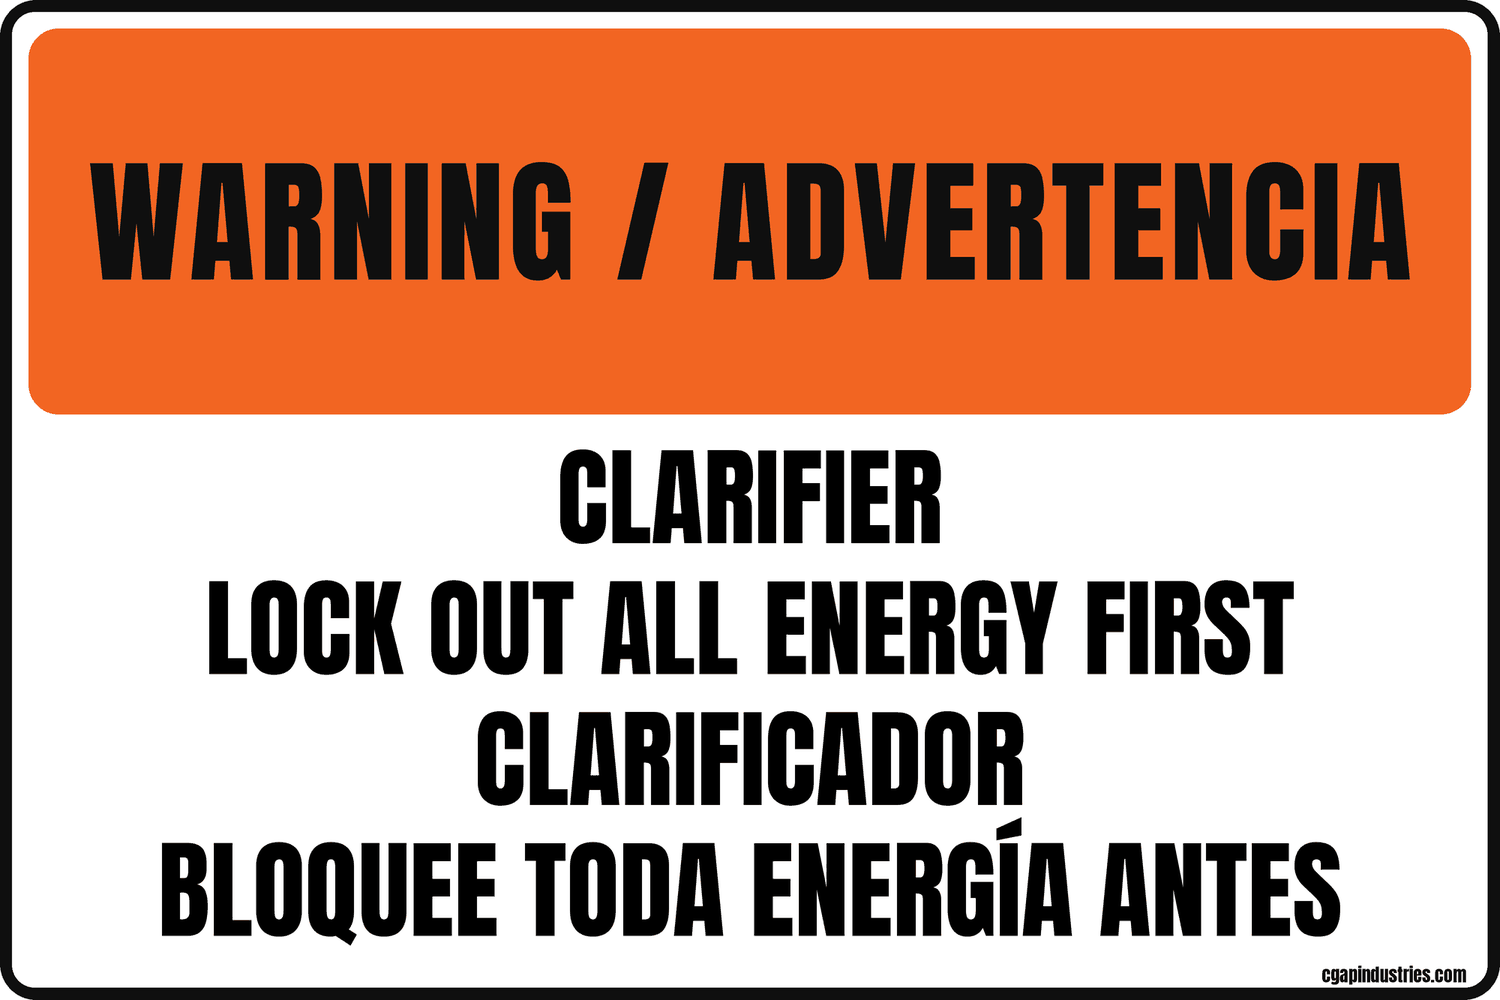 WARNING / ADVERTENCIA
CLARIFIER
LOCK OUT ALL ENERGY FIRST
CLARIFICADOR
BLOQUEE TODA ENERGÍA ANTES
cgapindustries.com